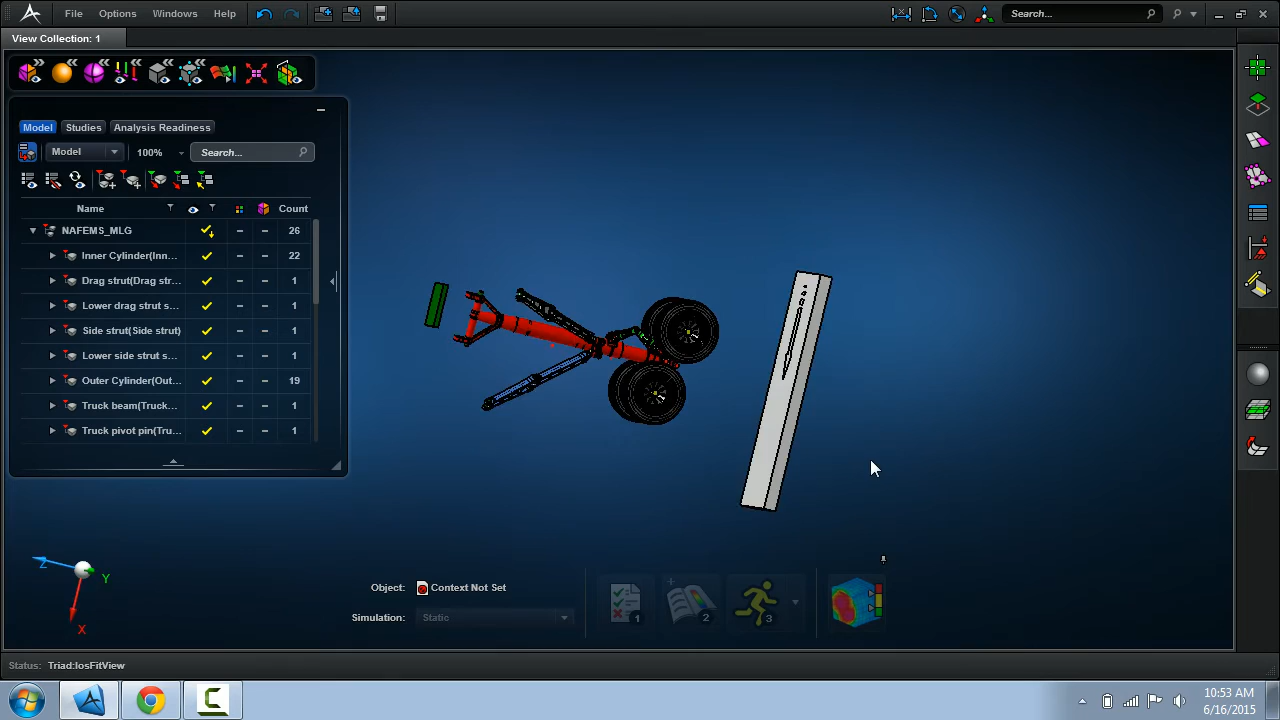 File Options Windows Help Search...
View Collection: 1
Model Studies Analysis Readiness
Model 100% Search...
Name Count
NAFEMS_MLG 26
Inner Cylinder(Inn... 22
Drag strut(Drag str... 1
Lower drag strut s... 1
Side strut(Side strut) 1
Lower side strut s... 1
Outer Cylinder(Out... 19
Truck beam(Truck... 1
Truck pivot pin(Tru... 1
Z Y
X
Object: Context Not Set
Simulation: Static
1 2 3
Status: Triad:IosFitView
10:53 AM
6/16/2015